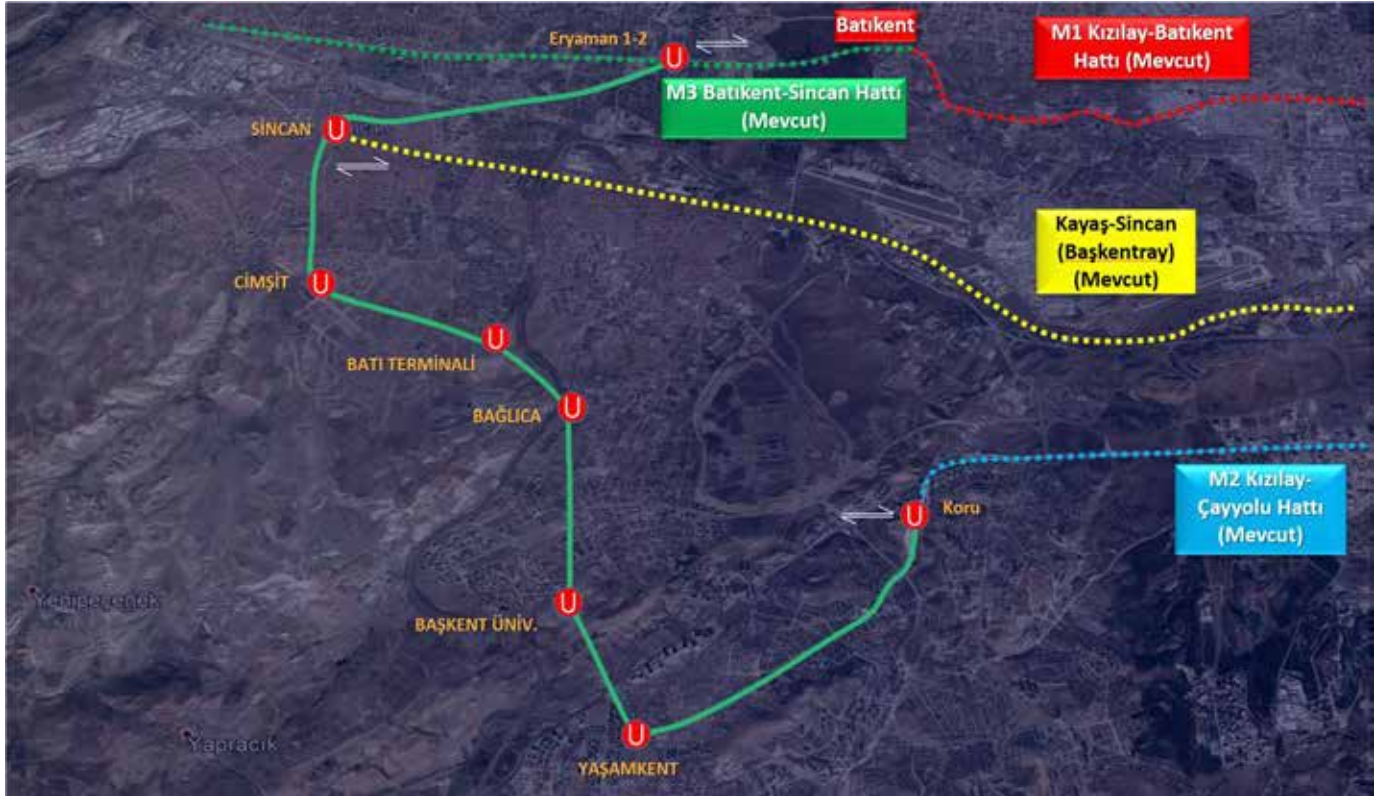 Batıkent
M1 Kızılay-Batıkent
Hattı (Mevcut)
Eryaman 1-2
U
M3 Batıkent-Sincan Hattı
(Mevcut)
SİNCAN
U
Kayaş-Sincan
(Başkentray)
(Mevcut)
CİMŞİT
U
BATI TERMİNALİ
U
BAĞLICA
U
M2 Kızılay-
Çayyolu Hattı
(Mevcut)
U
Koru
BAŞKENT ÜNİV.
U
U
YAŞAMKENT
Yapracık